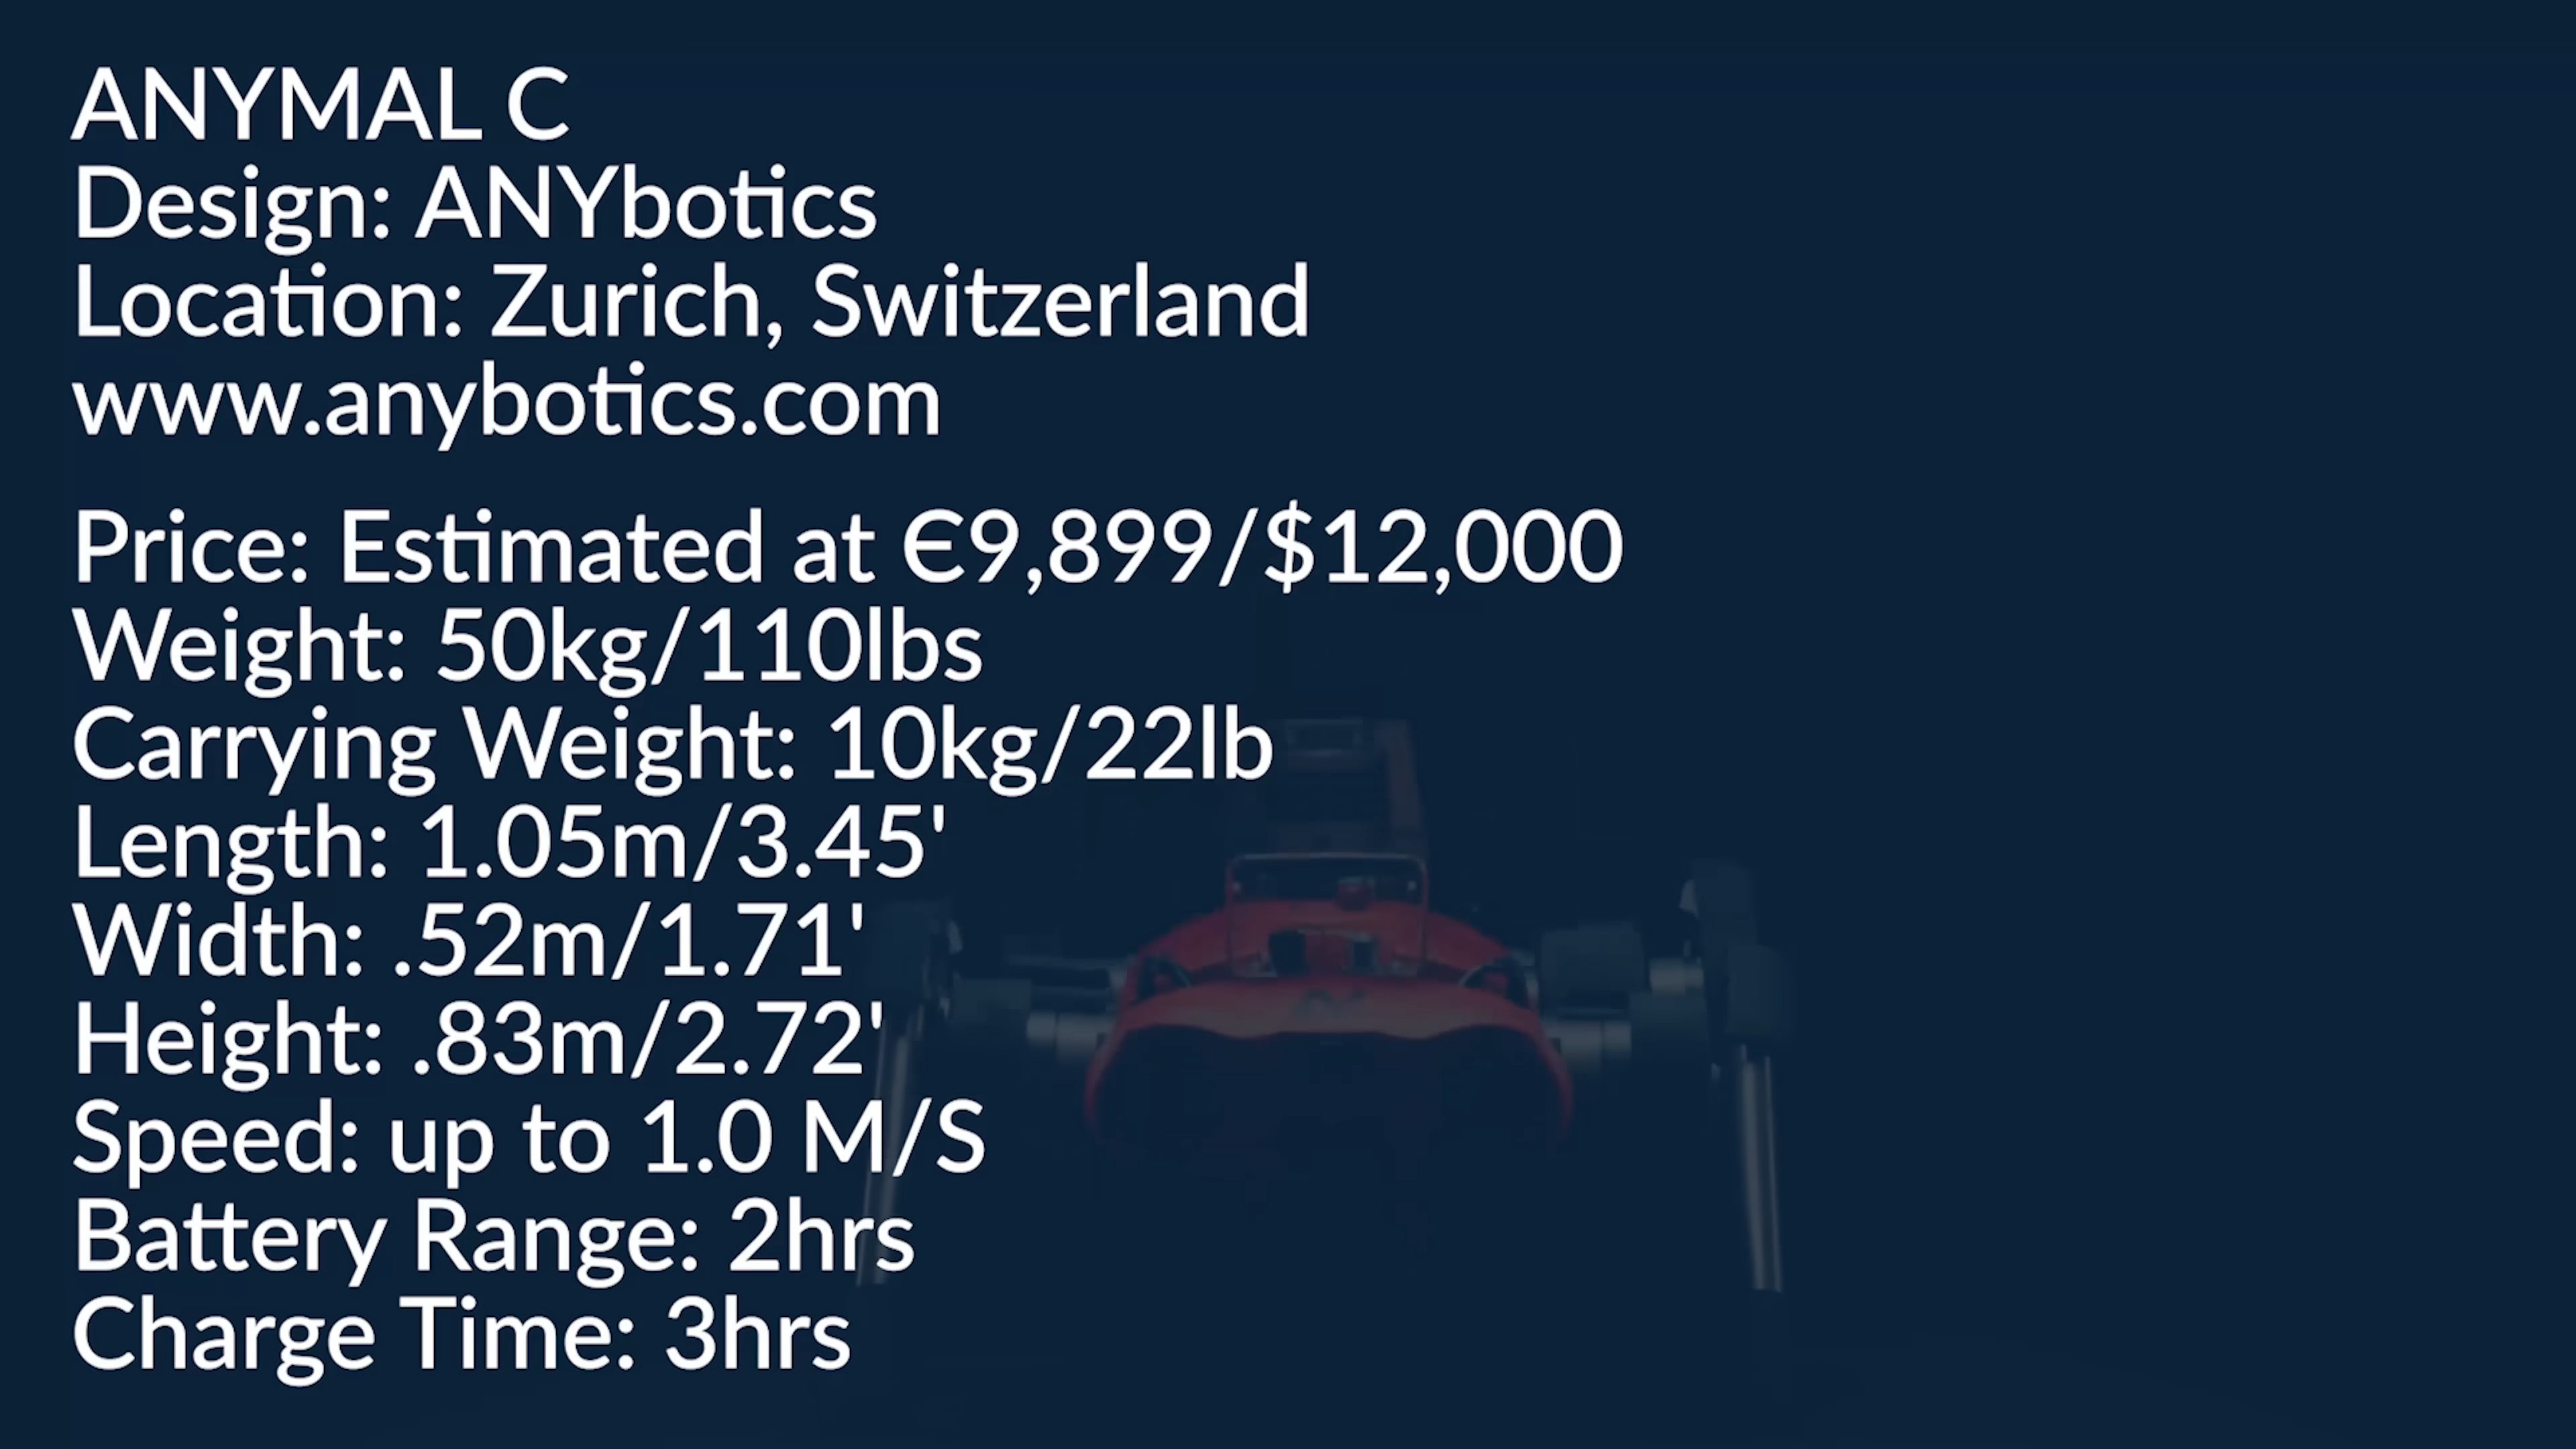 ANYMAL C
Design: ANYbotics
Location: Zurich, Switzerland
www.anybotics.com
Price: Estimated at €9,899/$12,000
Weight: 50kg/110lbs
Carrying Weight: 10kg/22lb
Length: 1.05m/3.45'
Width: .52m/1.71'
Height: .83m/2.72'
Speed: up to 1.0 M/S
Battery Range: 2hrs
Charge Time: 3hrs